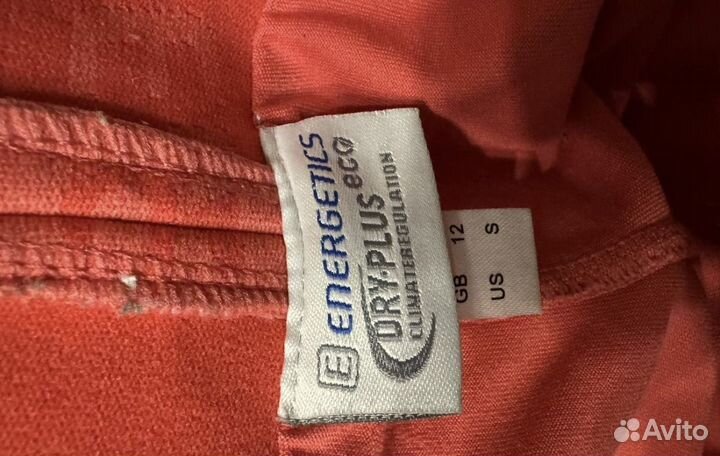 E ENERGETICS
DRY•PLUS eco
CLIMATEREGULATION
GB 12
US S
Avito